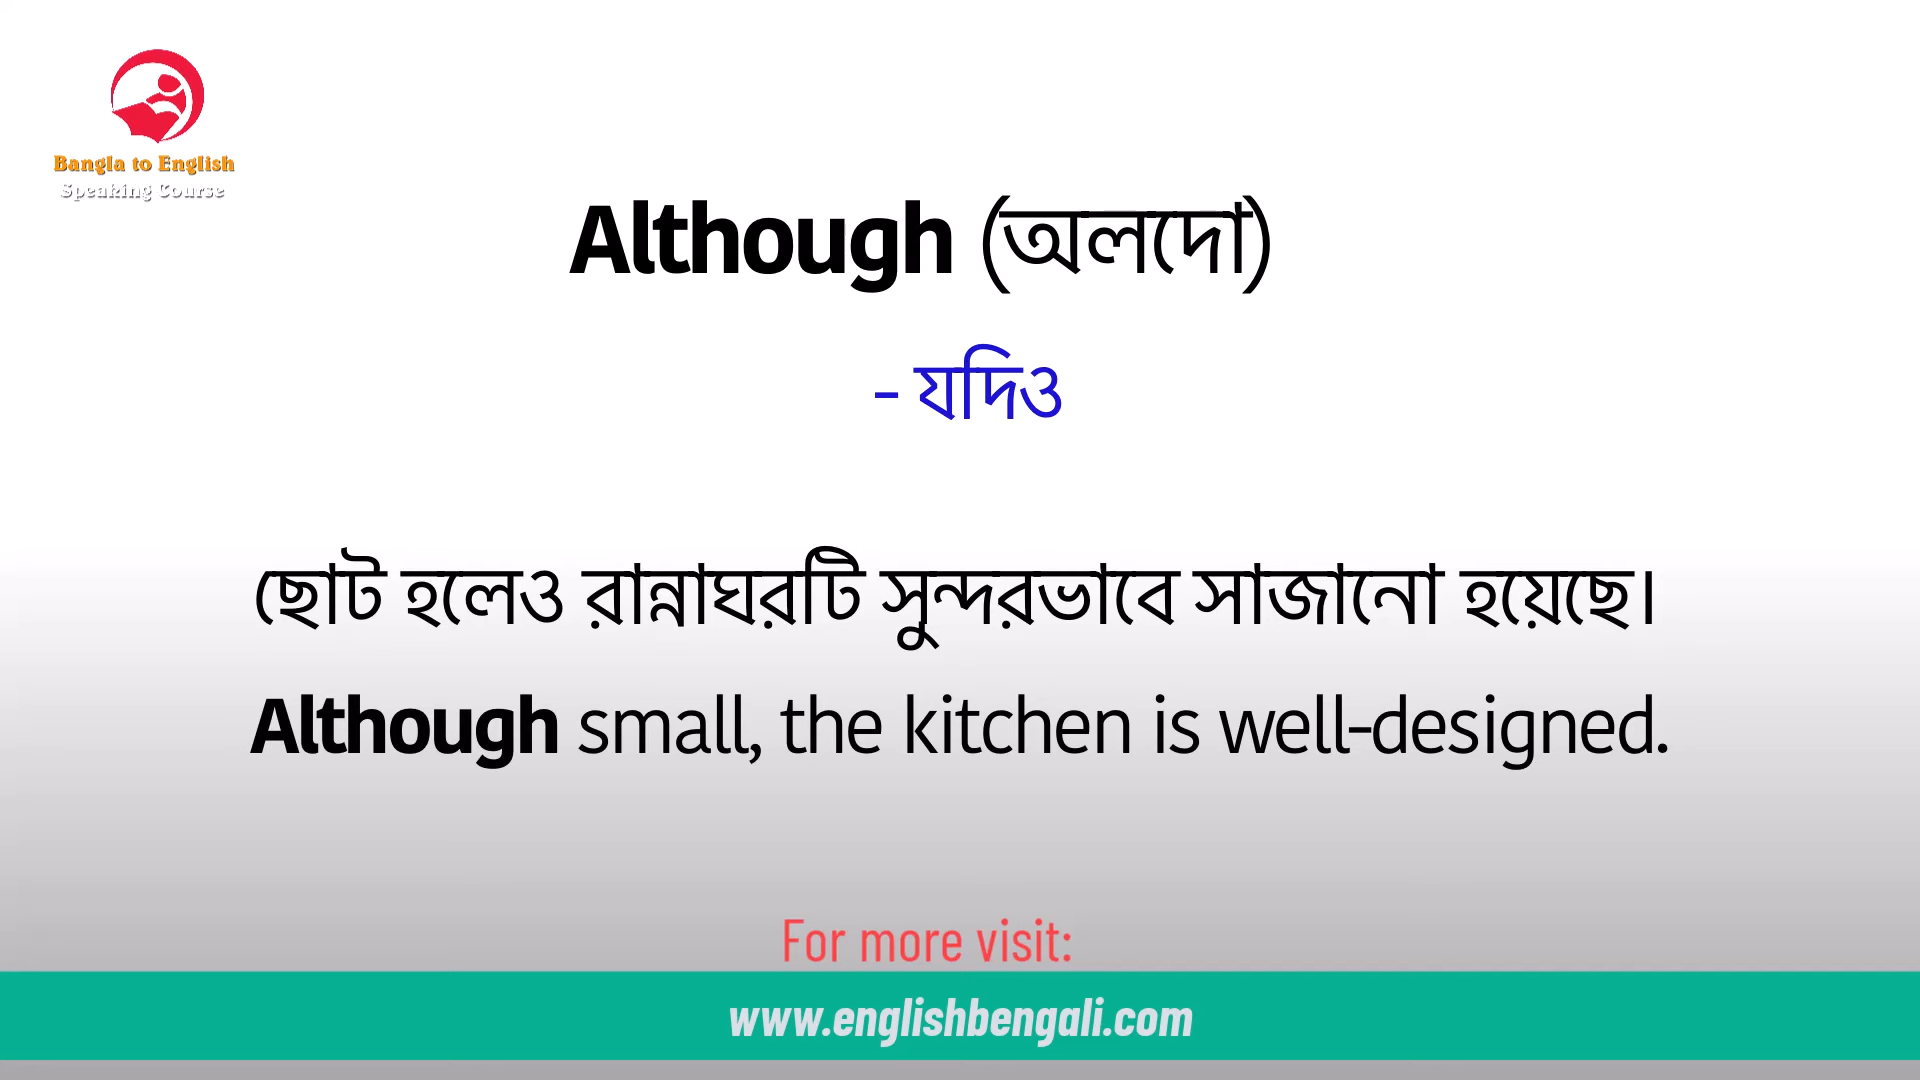 Bangla to English
Speaking Course
Although (অলদো)
- যদিও
ছোট হলেও রান্নাঘরটি সুন্দরভাবে সাজানো হয়েছে।
Although small, the kitchen is well-designed.
For more visit:
www.englishbengali.com